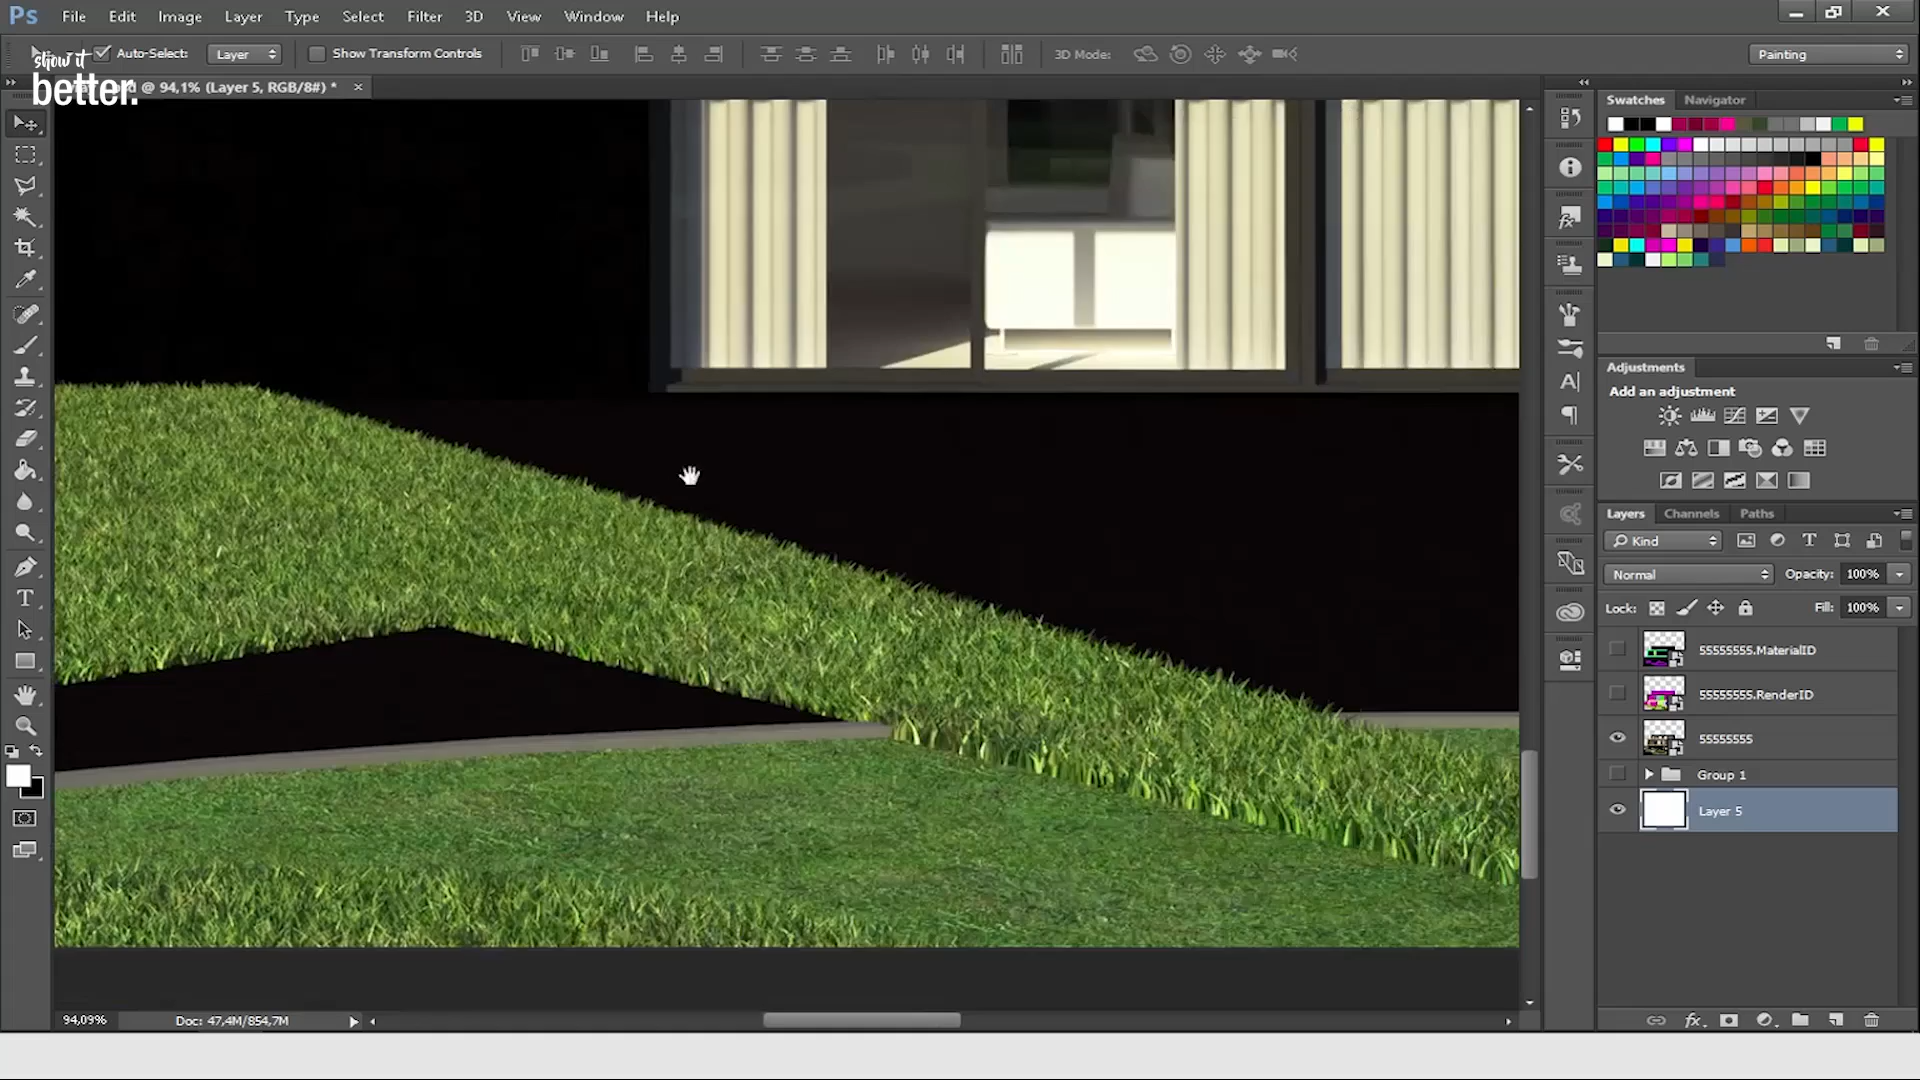 Ps File Edit Image Layer Type Select Filter 3D View Window Help
show it
better.
Auto-Select: Layer Show Transform Controls 3D Mode: Painting
@ 94,1% (Layer 5, RGB/8#) * ×
Swatches Navigator
Adjustments
Add an adjustment
Layers Channels Paths
Kind
Normal Opacity: 100%
Lock: Fill: 100%
55555555.MaterialID
55555555.RenderID
55555555
Group 1
Layer 5
94,09% Doc: 47,4M/854,7M